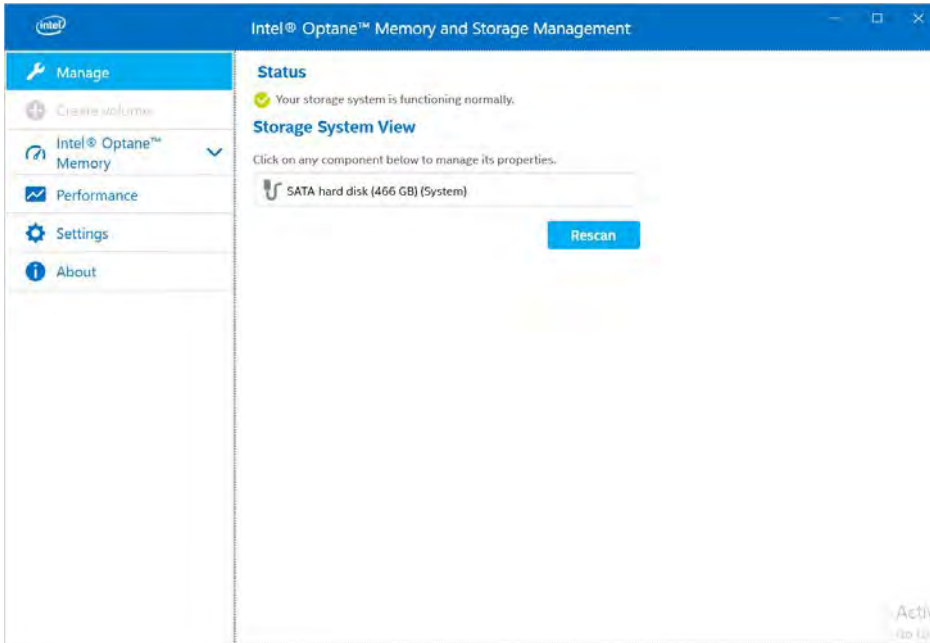 intel
Intel® Optane™ Memory and Storage Management
Manage
Create volume
Intel® Optane™
Memory
Performance
Settings
About
Status
Your storage system is functioning normally.
Storage System View
Click on any component below to manage its properties.
SATA hard disk (466 GB) (System)
Rescan